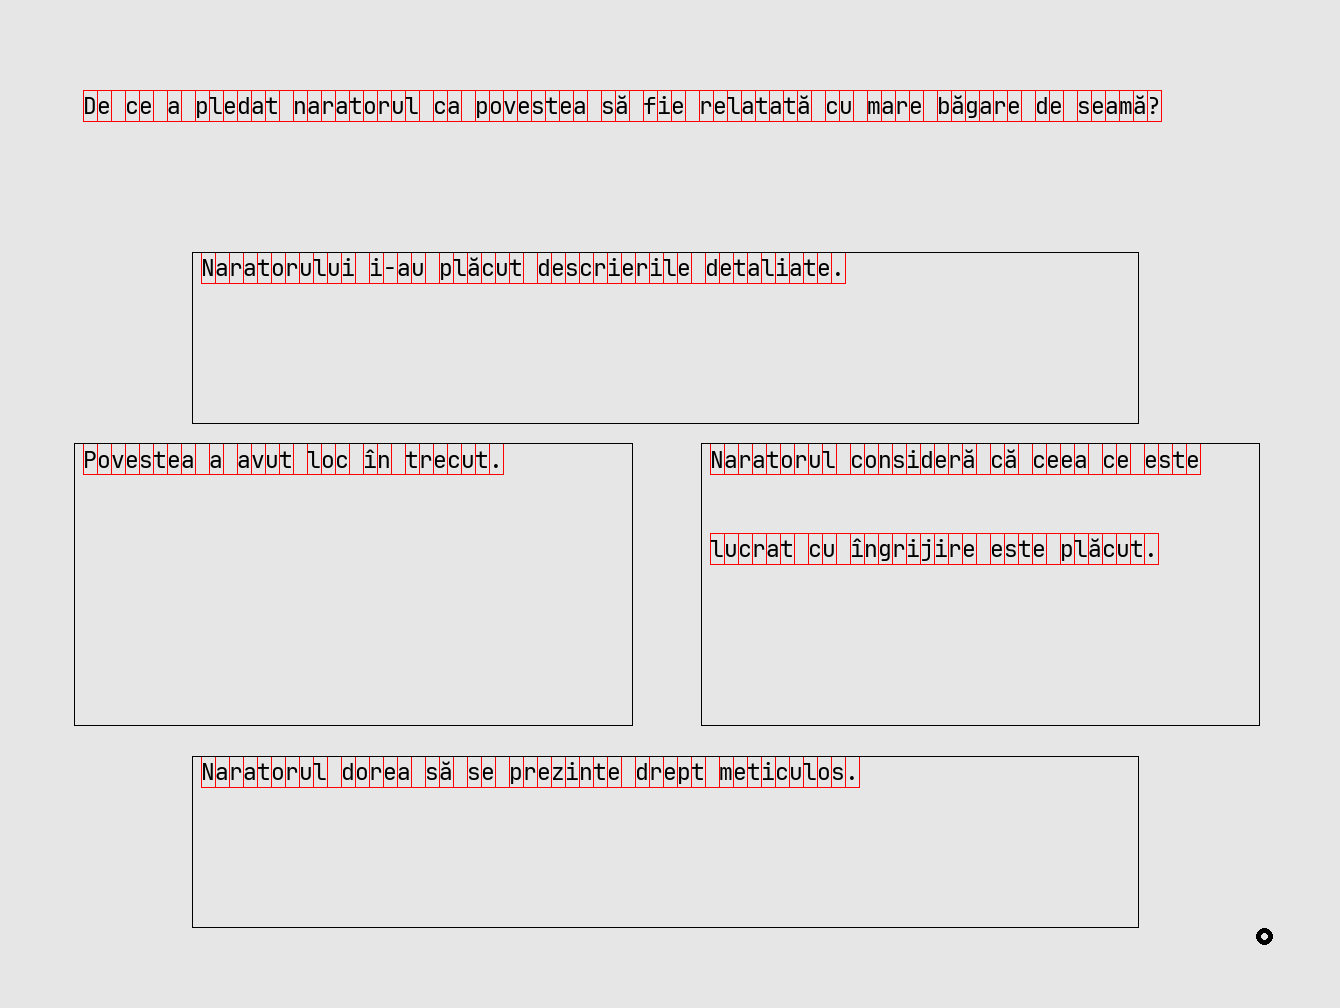 De ce a pledat naratorul ca povestea să fie relatată cu mare băgare de seamă?
Naratorului i-au plăcut descrierile detaliate.
Povestea a avut loc în trecut.
Naratorul consideră că ceea ce este
lucrat cu îngrijire este plăcut.
Naratorul dorea să se prezinte drept meticulos.